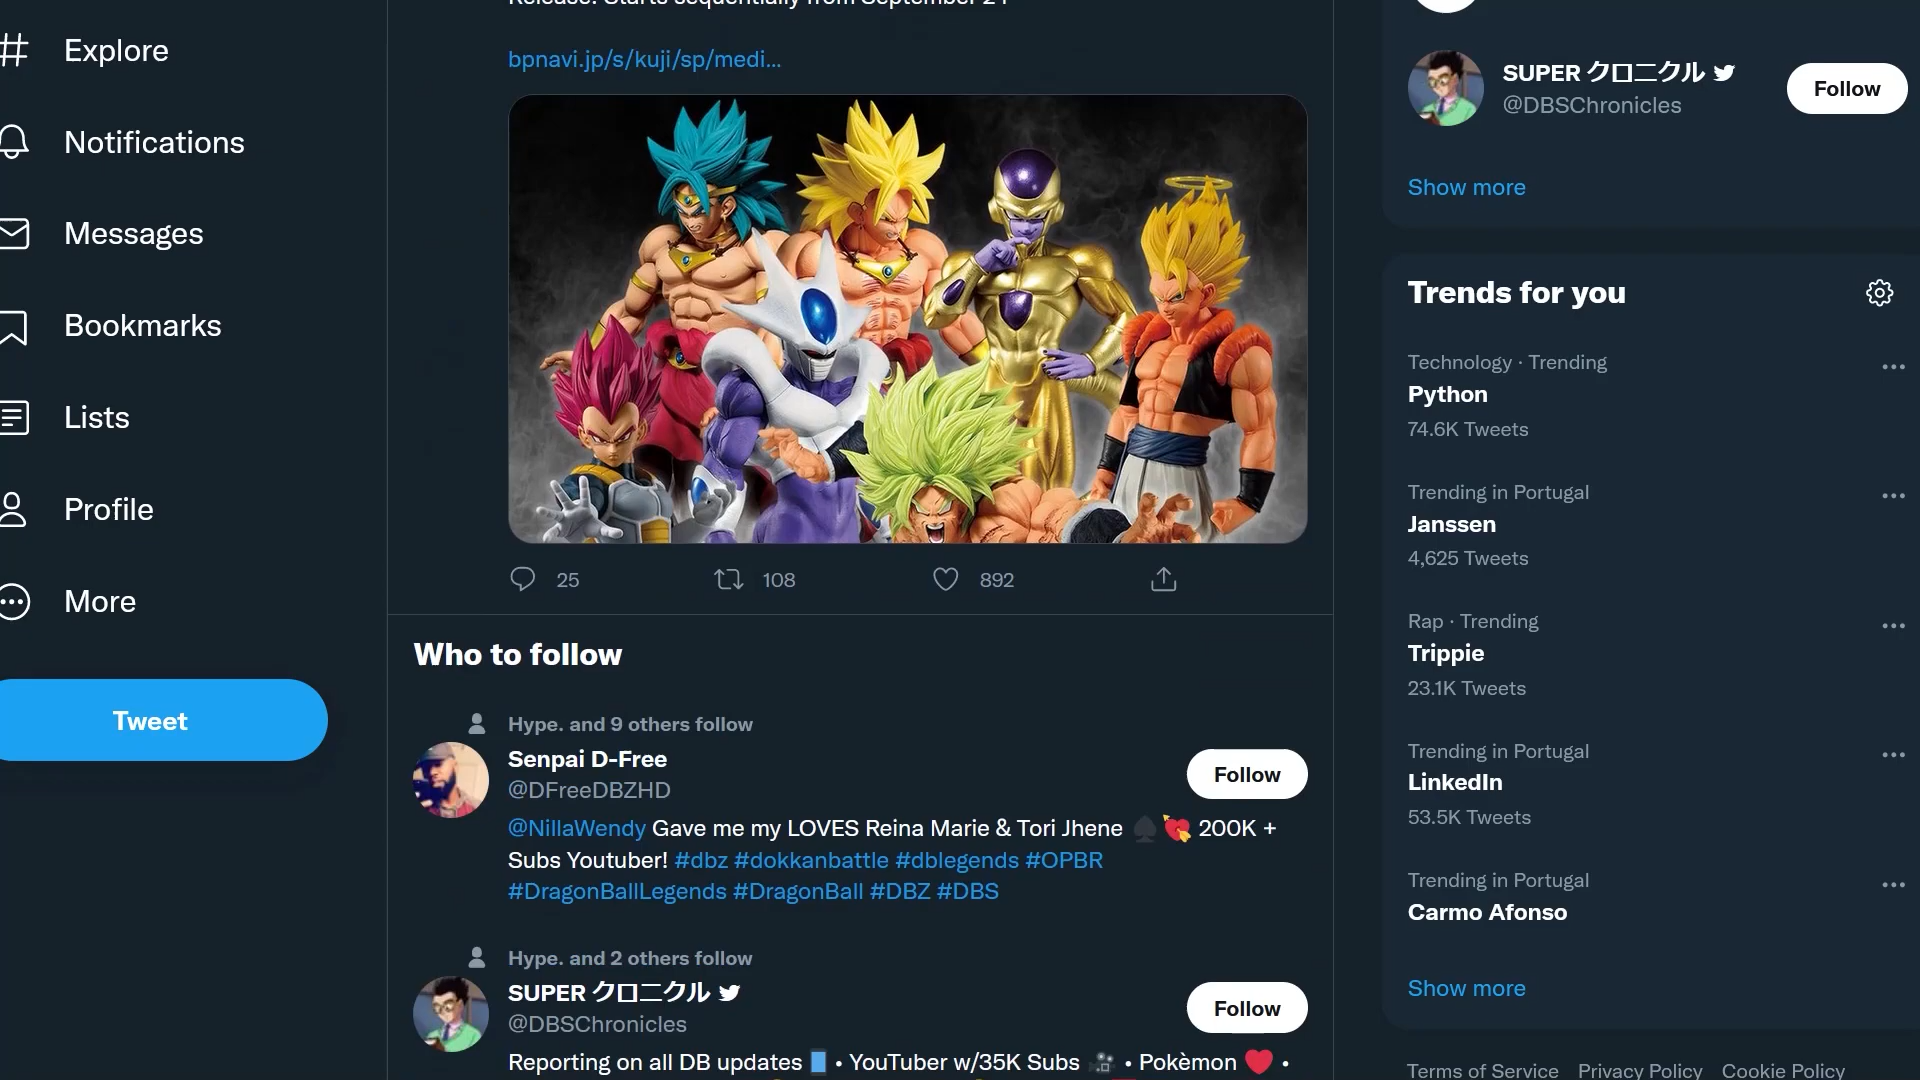 Explore
Notifications
Messages
Bookmarks
Lists
Profile
More
Tweet
Release: Starts sequentially from September 24
bpnavi.jp/s/kuji/sp/medi...
25 108 892
Who to follow
Hype. and 9 others follow
Senpai D-Free
@DFreeDBZHD
Follow
@NillaWendy Gave me my LOVES Reina Marie & Tori Jhene ♠️💘 200K +
Subs Youtuber! #dbz #dokkanbattle #dblegends #OPBR
#DragonBallLegends #DragonBall #DBZ #DBS
Hype. and 2 others follow
SUPER クロニクル
@DBSChronicles
Follow
Reporting on all DB updates 📘 • YouTuber w/35K Subs 🎥 • Pokèmon ❤️ •
SUPER クロニクル
@DBSChronicles
Follow
Show more
Trends for you
Technology · Trending
Python
74.6K Tweets
Trending in Portugal
Janssen
4,625 Tweets
Rap · Trending
Trippie
23.1K Tweets
Trending in Portugal
LinkedIn
53.5K Tweets
Trending in Portugal
Carmo Afonso
Show more
Terms of Service Privacy Policy Cookie Policy